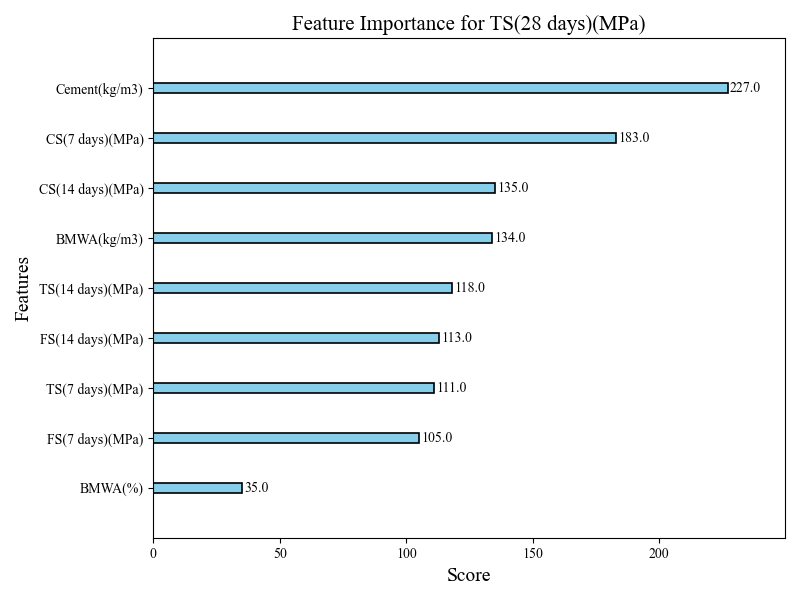 Feature Importance for TS(28 days)(MPa)
Cement(kg/m3) 227.0
CS(7 days)(MPa) 183.0
CS(14 days)(MPa) 135.0
BMWA(kg/m3) 134.0
TS(14 days)(MPa) 118.0
FS(14 days)(MPa) 113.0
TS(7 days)(MPa) 111.0
FS(7 days)(MPa) 105.0
BMWA(%) 35.0
Features
0 50 100 150 200
Score